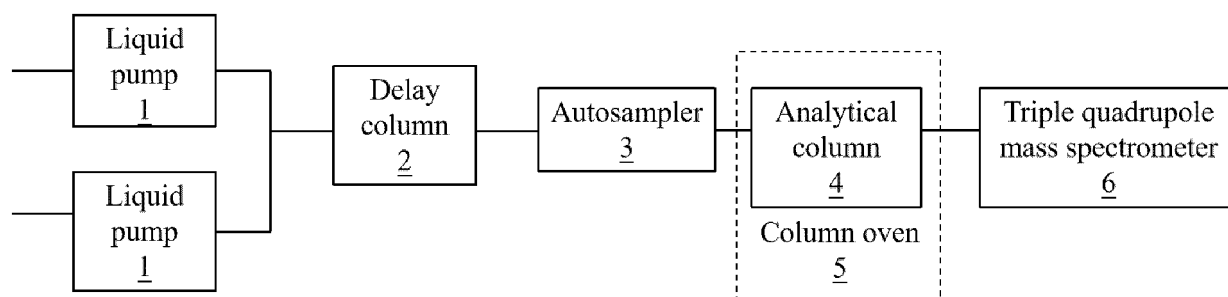 Liquid
pump
1
Liquid
pump
1
Delay
column
2
Autosampler
3
Analytical
column
4
Column oven
5
Triple quadrupole
mass spectrometer
6